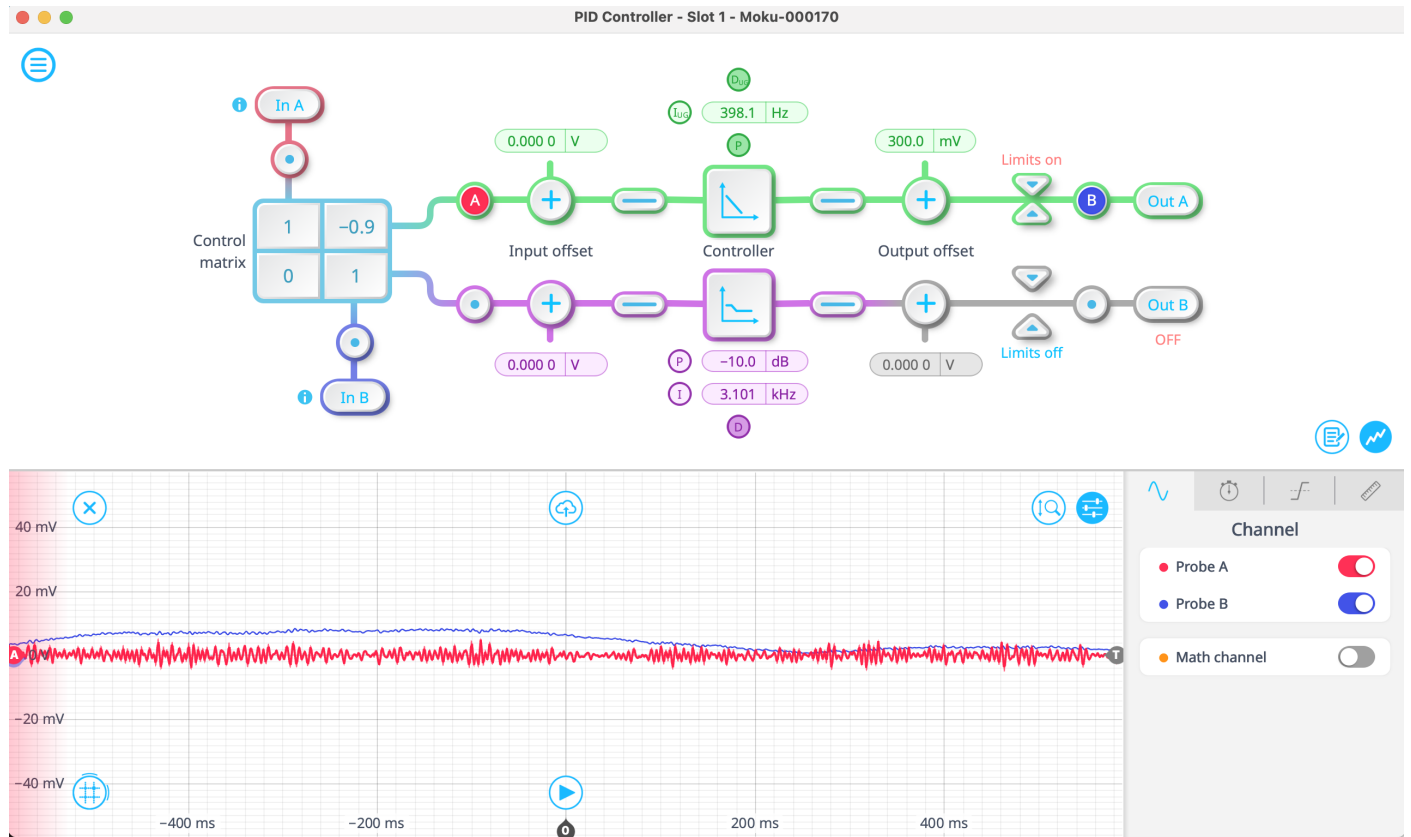 PID Controller - Slot 1 - Moku-000170
DUG
In A
IUG 398.1 Hz
0.000 0 V
P
300.0 mV
Limits on
A
B
Out A
1 −0.9
Control
matrix
Input offset
Controller
Output offset
0 1
Out B
OFF
Limits off
0.000 0 V
P −10.0 dB
0.000 0 V
I 3.101 kHz
In B
D
Channel
40 mV
Probe A
20 mV
Probe B
A
0 V
T
Math channel
−20 mV
−40 mV
−400 ms
−200 ms
0
200 ms
400 ms